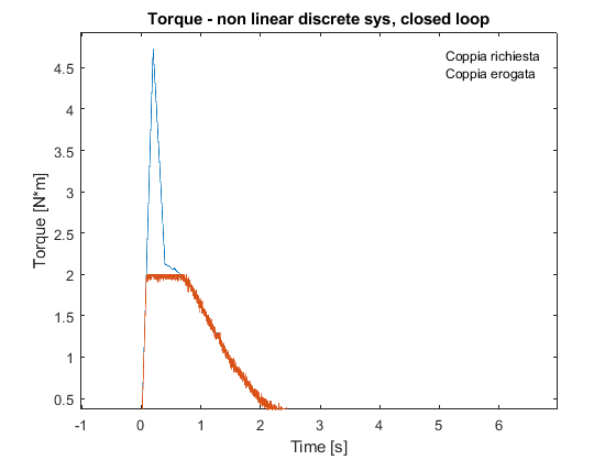 Torque - non linear discrete sys, closed loop
Coppia richiesta
Coppia erogata
4.5
4
3.5
3
2.5
2
1.5
1
0.5
Torque [N*m]
-1 0 1 2 3 4 5 6
Time [s]